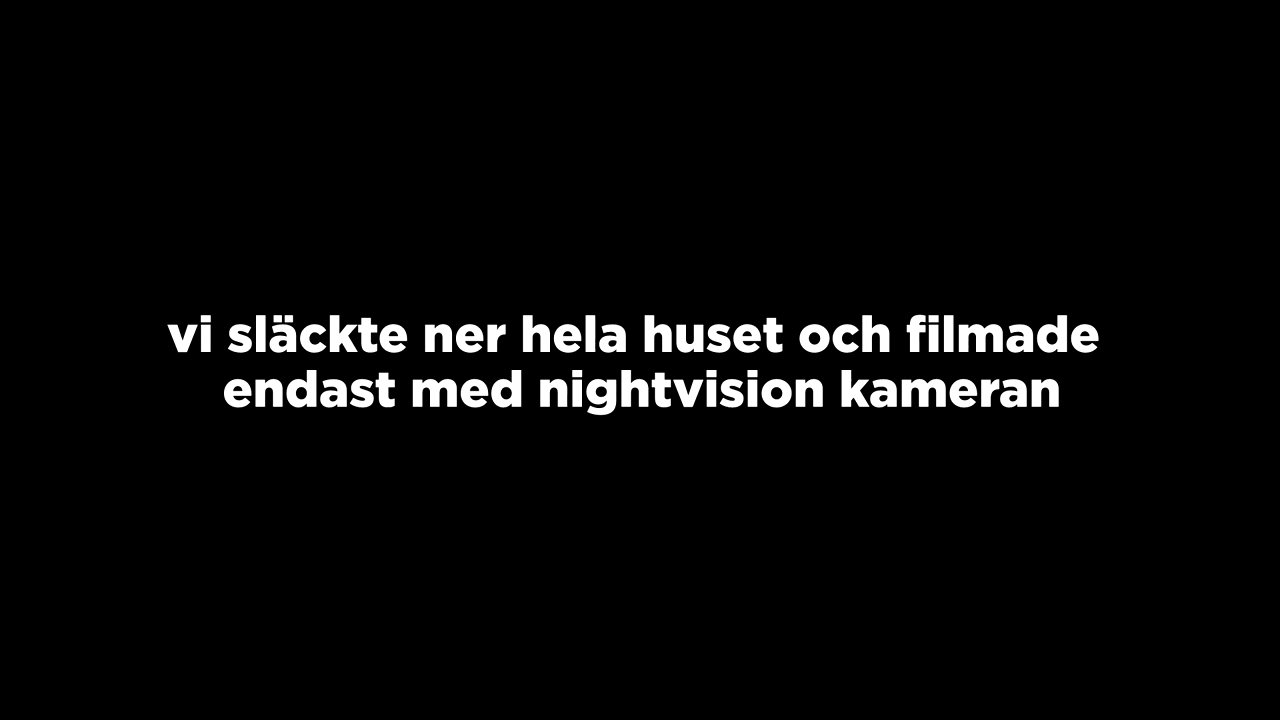 vi släckte ner hela huset och filmade
endast med nightvision kameran